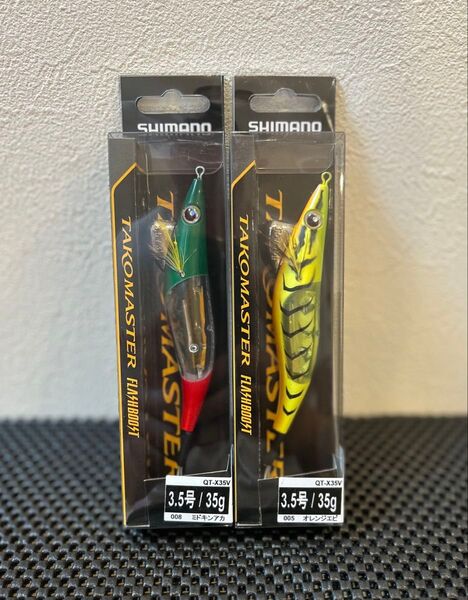 SHIMANO
TAKOMASTER FLASHBOOST
TAKOMASTER
QT-X35V
3.5号 / 35g
008 ミドキンアカ
SHIMANO
TAKOMASTER FLASHBOOST
QT-X35V
3.5号 / 35g
005 オレンジエビ